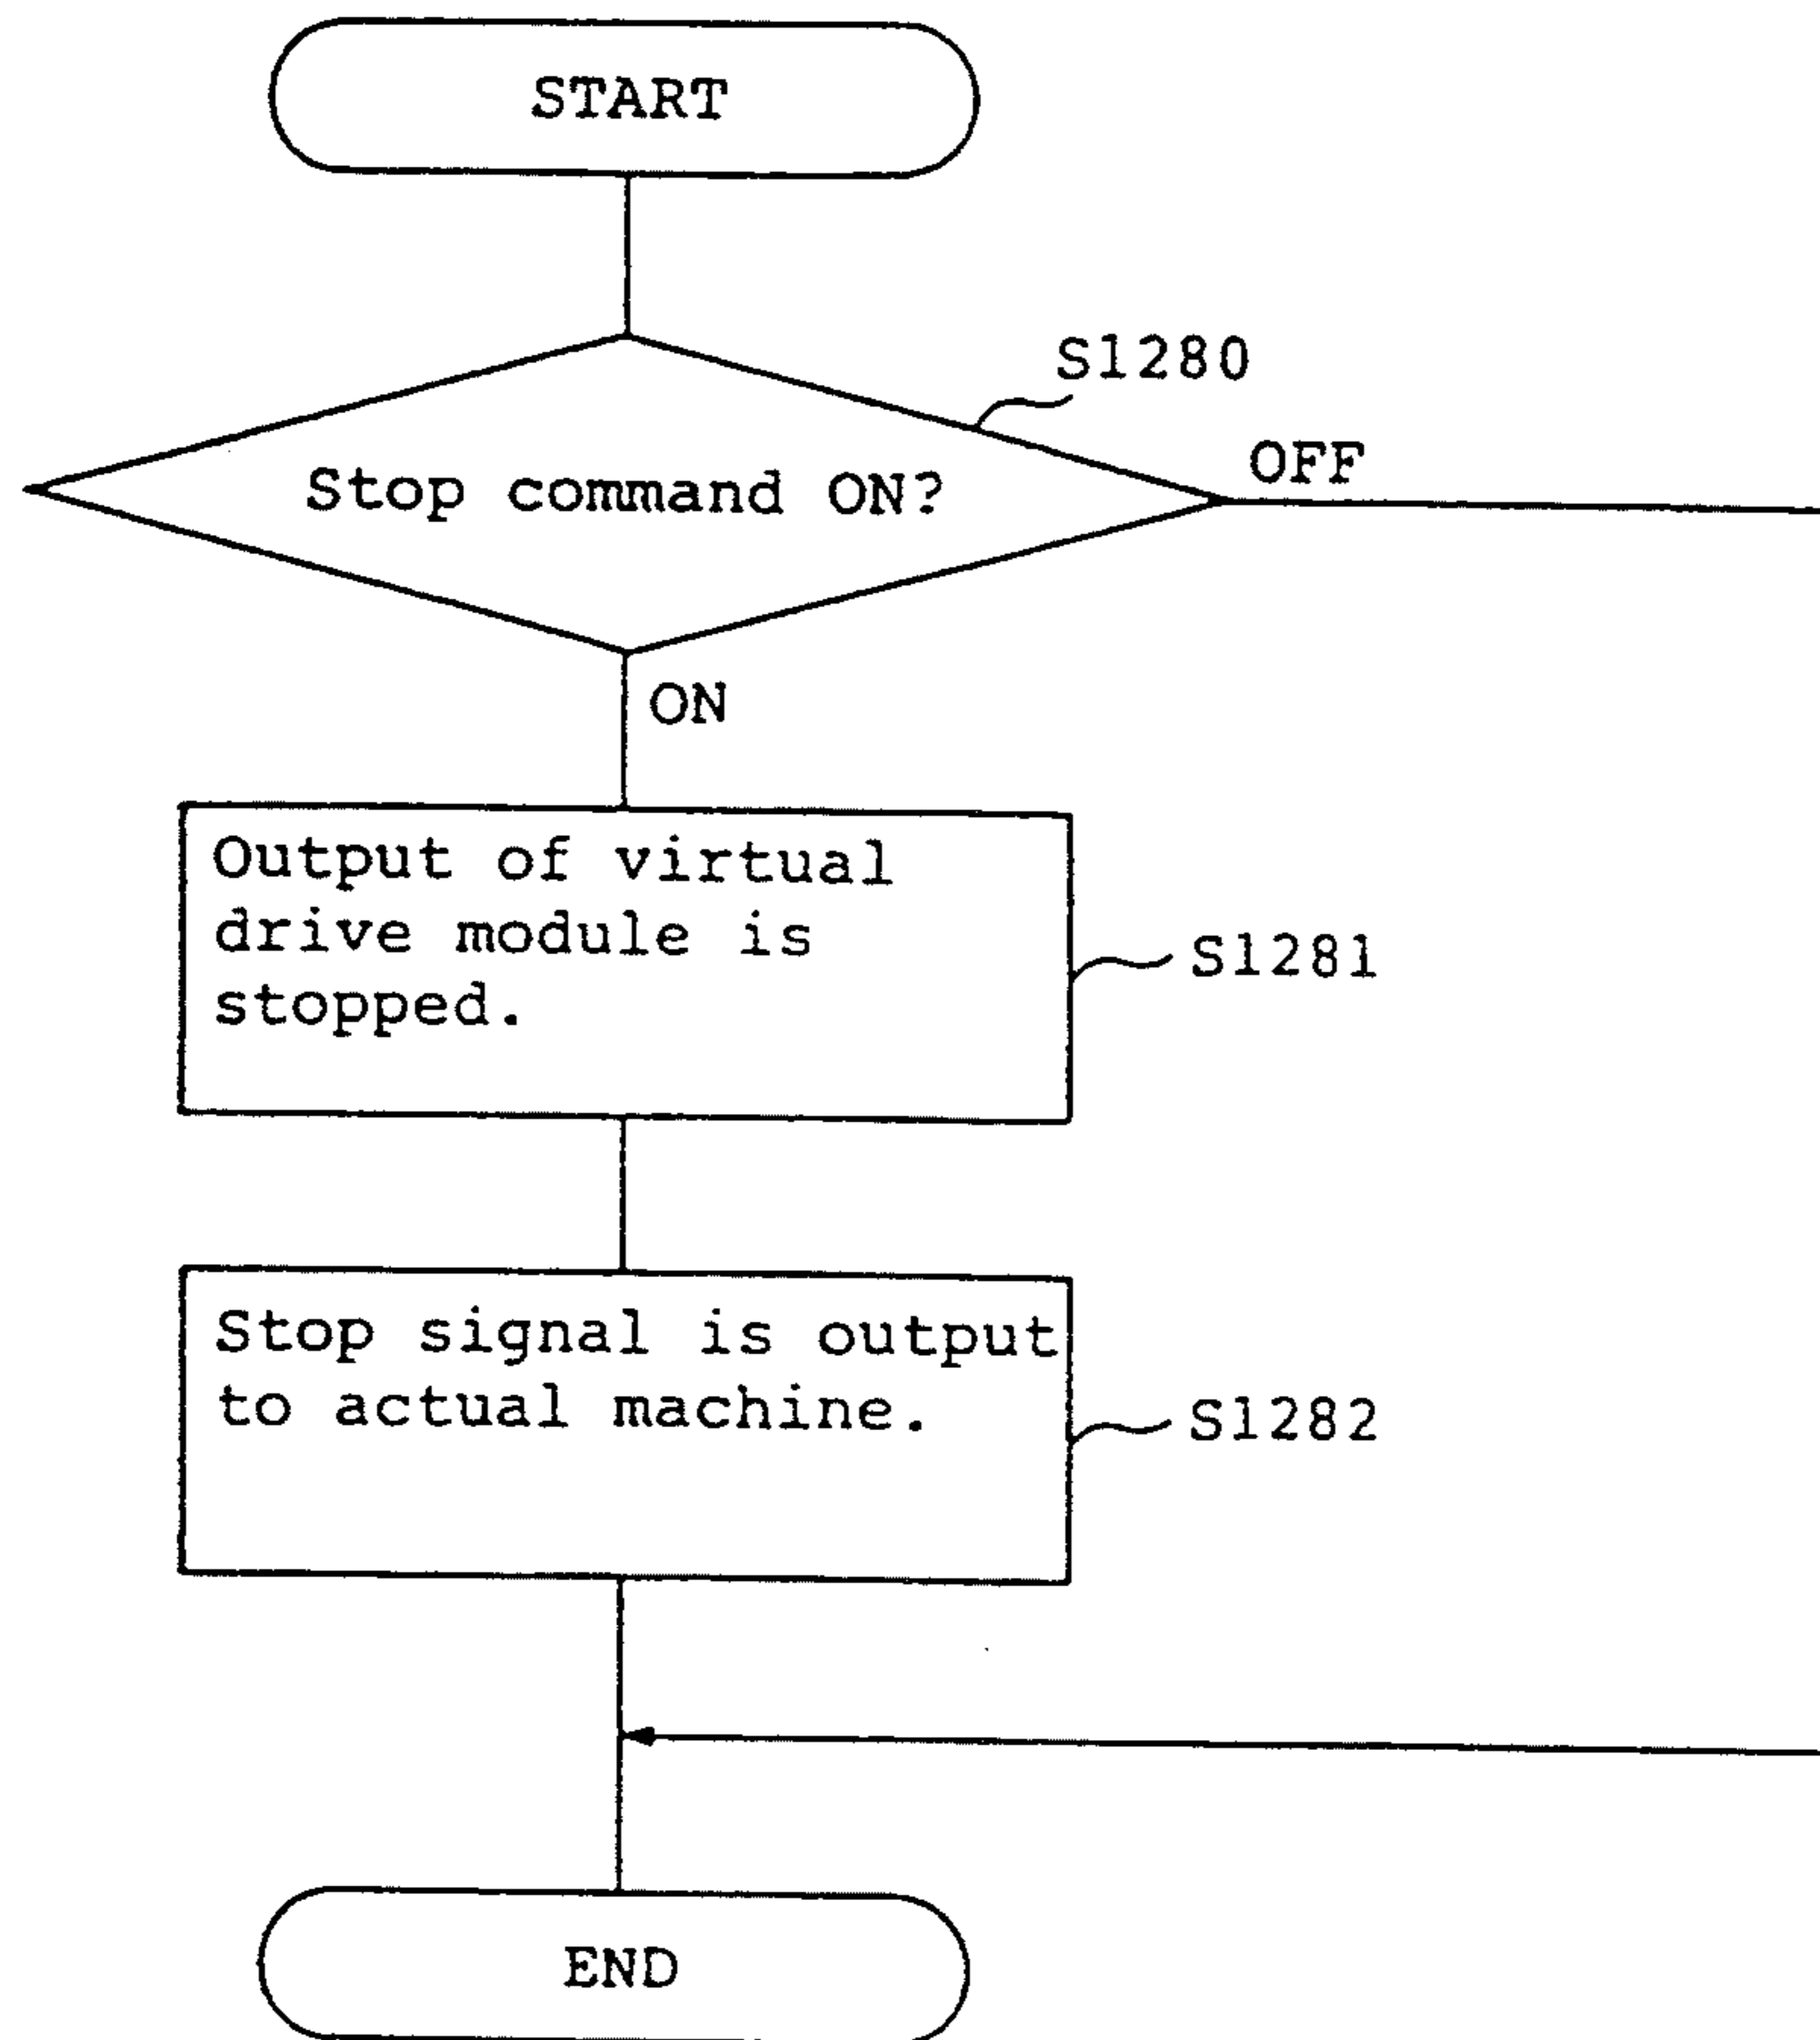 START
S1280
Stop command ON?
OFF
ON
Output of virtual
drive module is
stopped.
S1281
Stop signal is output
to actual machine.
S1282
END